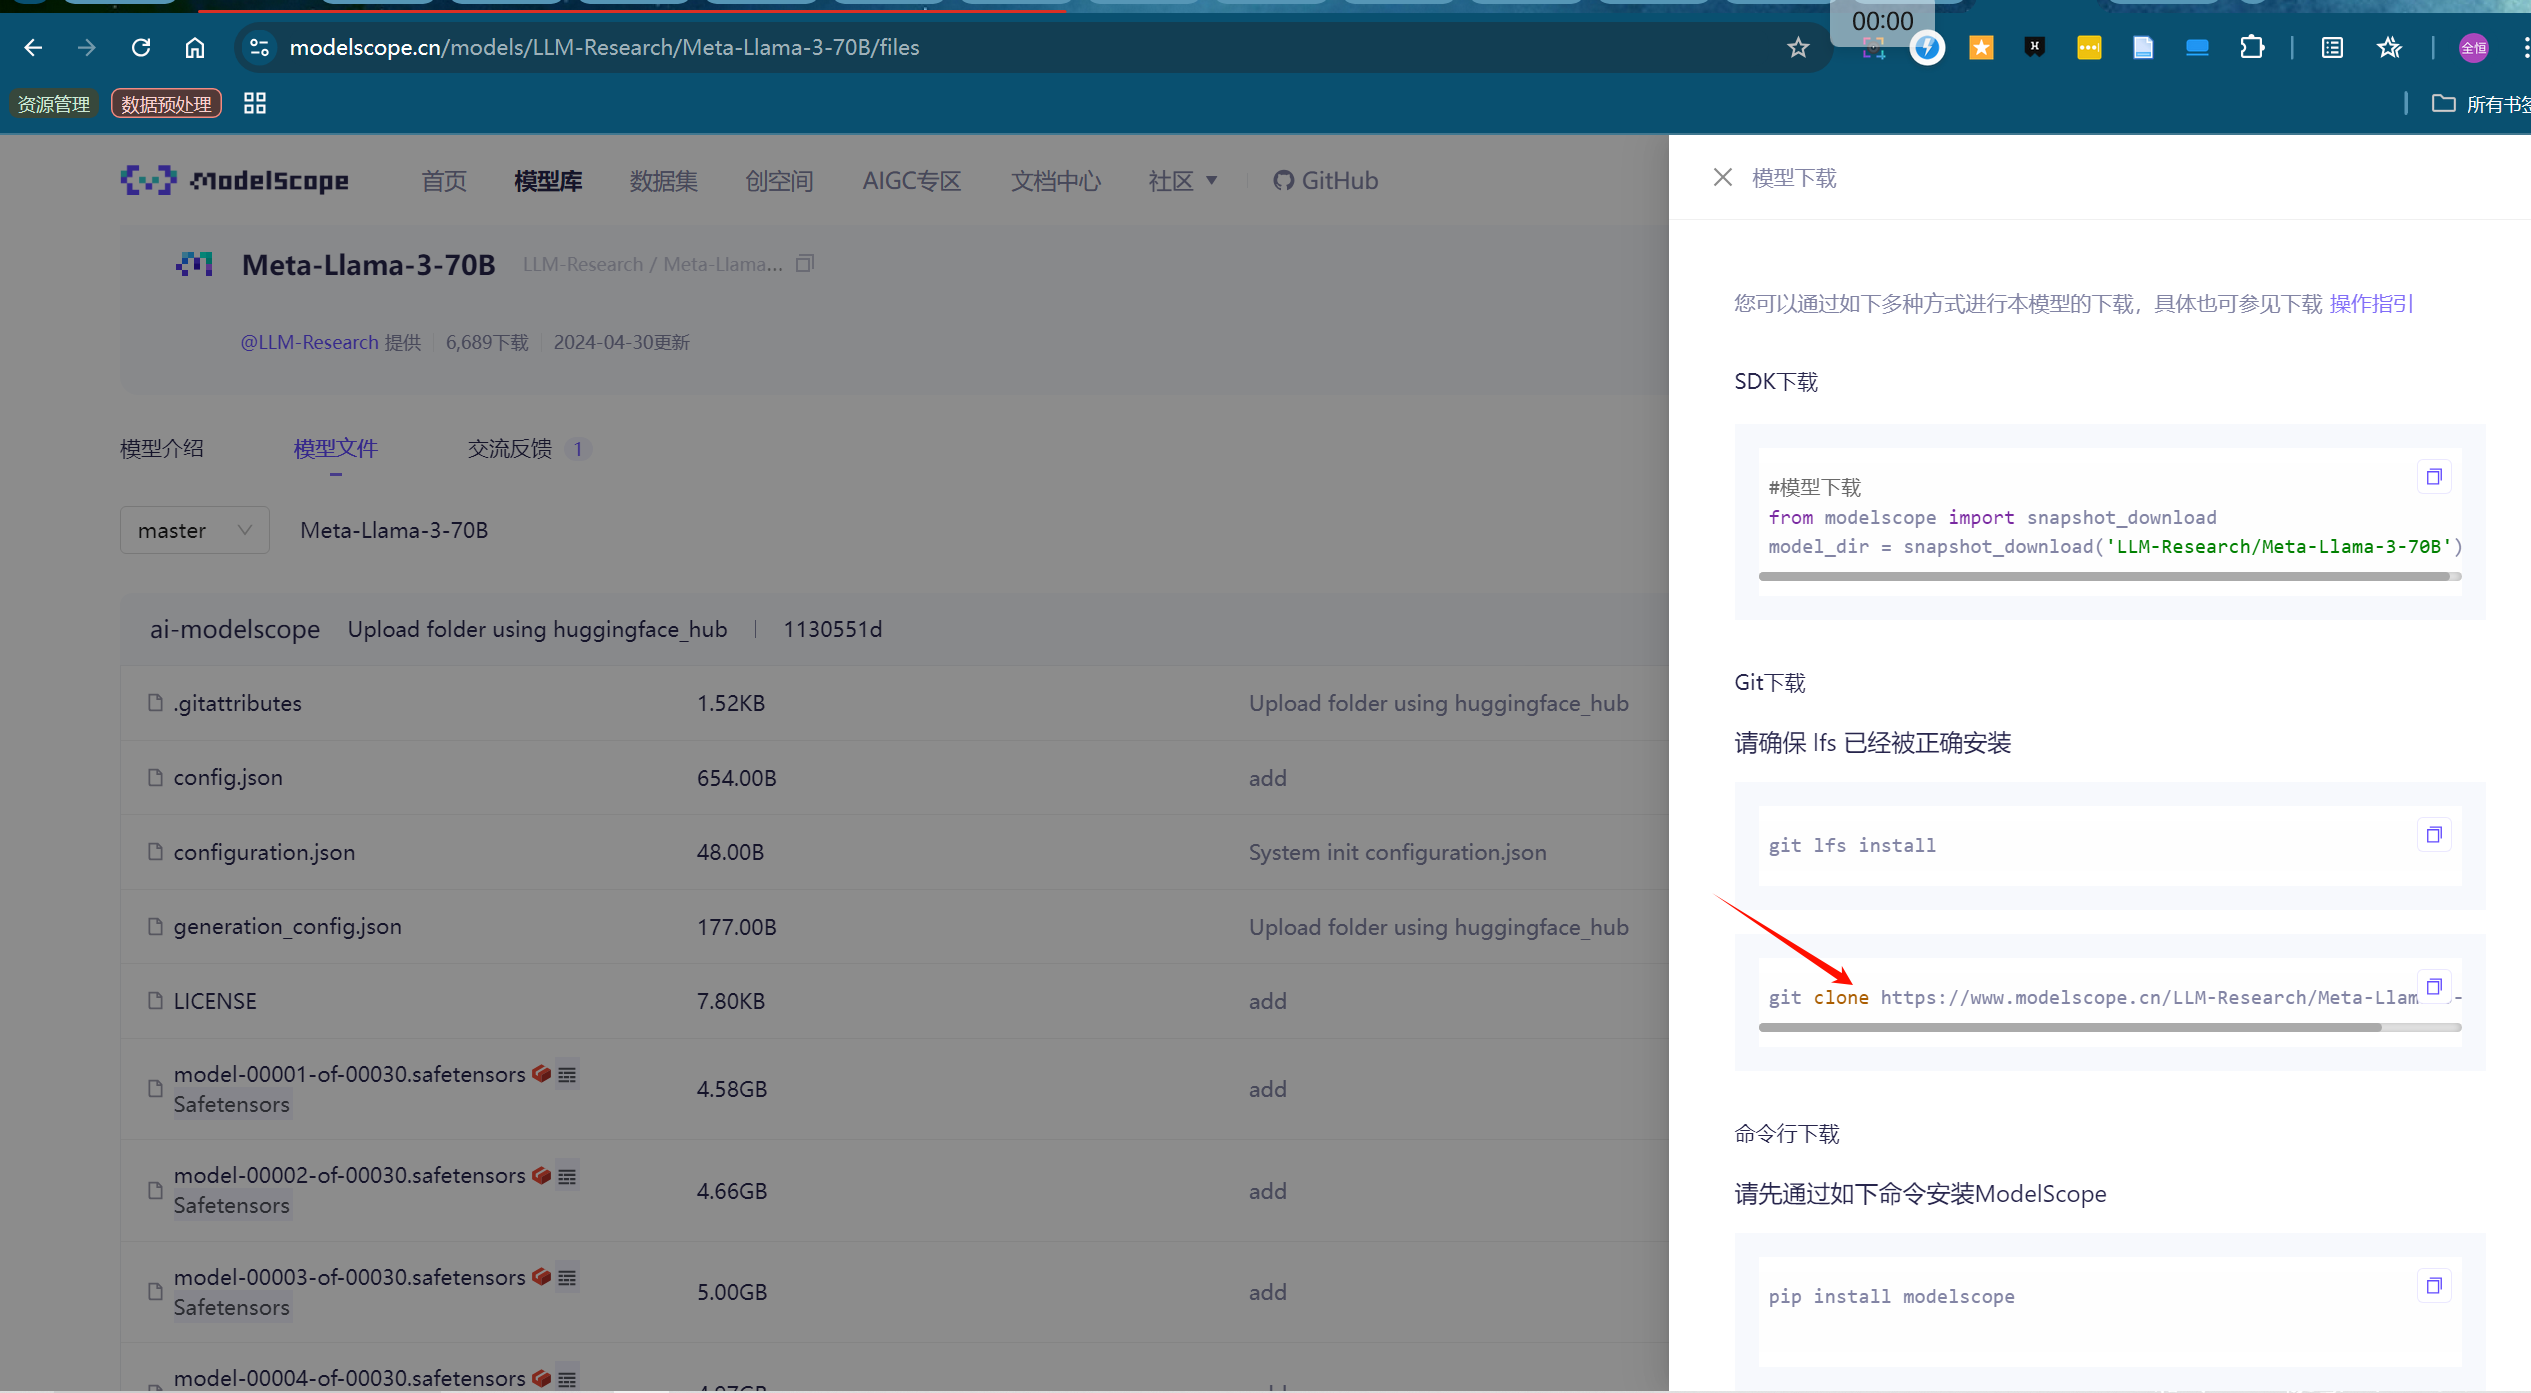 00:00
modelscope.cn/models/LLM-Research/Meta-Llama-3-70B/files
全恒
资源管理
数据预处理
所有书签
ModelScope
首页
模型库
数据集
创空间
AIGC专区
文档中心
社区
GitHub
Meta-Llama-3-70B
LLM-Research / Meta-Llama...
@LLM-Research 提供
6,689下载
2024-04-30更新
模型介绍
模型文件
交流反馈 1
master
Meta-Llama-3-70B
ai-modelscope Upload folder using huggingface_hub 1130551d
.gitattributes 1.52KB Upload folder using huggingface_hub
config.json 654.00B add
configuration.json 48.00B System init configuration.json
generation_config.json 177.00B Upload folder using huggingface_hub
LICENSE 7.80KB add
model-00001-of-00030.safetensors
Safetensors
4.58GB add
model-00002-of-00030.safetensors
Safetensors
4.66GB add
model-00003-of-00030.safetensors
Safetensors
5.00GB add
model-00004-of-00030.safetensors
模型下载
您可以通过如下多种方式进行本模型的下载，具体也可参见下载 操作指引
SDK下载
#模型下载
from modelscope import snapshot_download
model_dir = snapshot_download('LLM-Research/Meta-Llama-3-70B')
Git下载
请确保 lfs 已经被正确安装
git lfs install
git clone https://www.modelscope.cn/LLM-Research/Meta-Llam
命令行下载
请先通过如下命令安装ModelScope
pip install modelscope